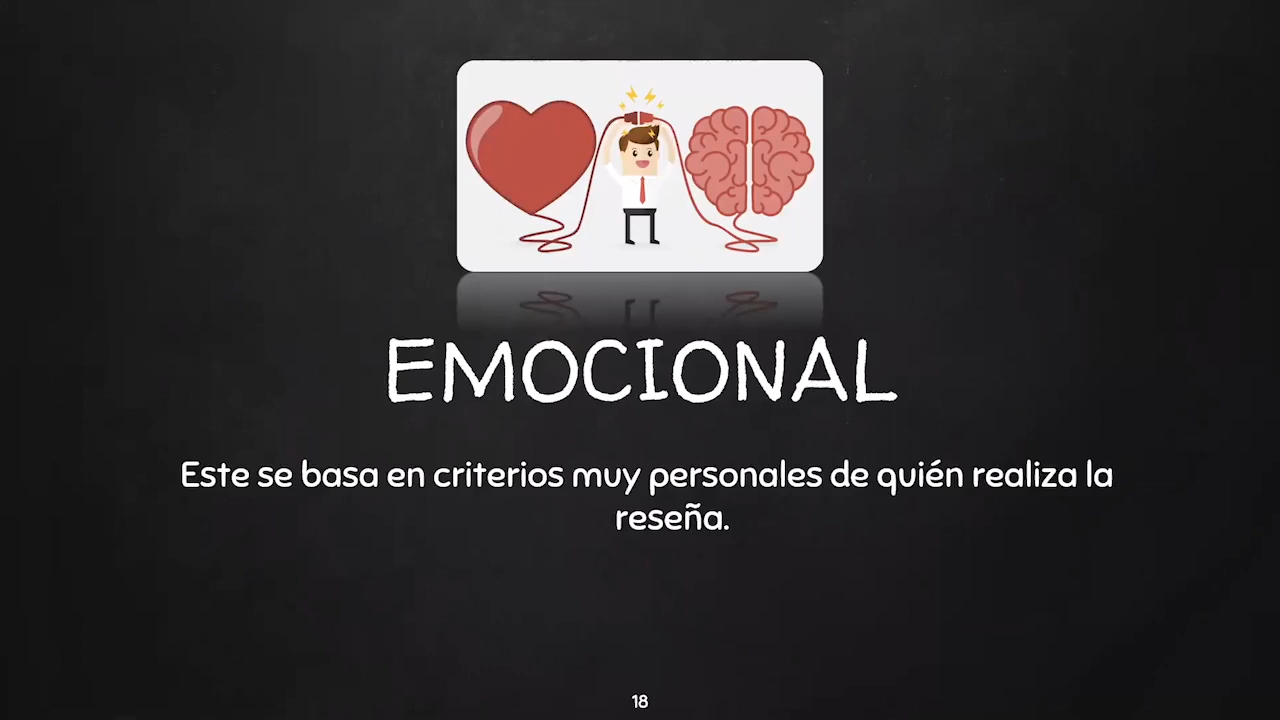 EMOCIONAL
Este se basa en criterios muy personales de quién realiza la
reseña.
18